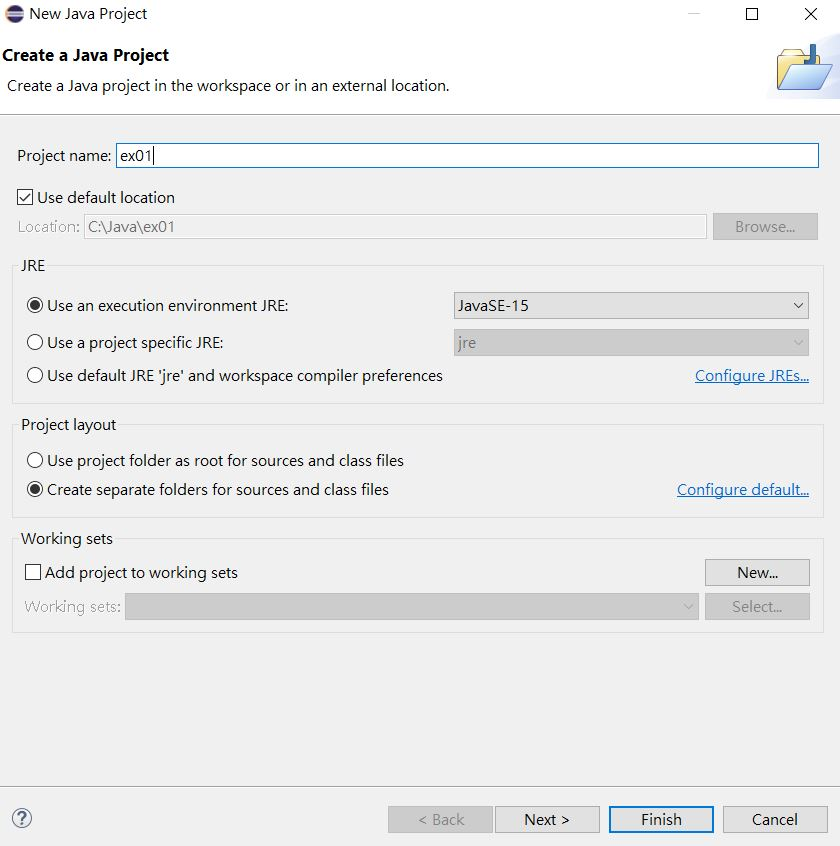 New Java Project
Create a Java Project
Create a Java project in the workspace or in an external location.
Project name: ex01
Use default location
Location: C:\Java\ex01 Browse...
JRE
Use an execution environment JRE: JavaSE-15
Use a project specific JRE: jre
Use default JRE 'jre' and workspace compiler preferences Configure JREs...
Project layout
Use project folder as root for sources and class files
Create separate folders for sources and class files Configure default...
Working sets
Add project to working sets New...
Working sets: Select...
? < Back Next > Finish Cancel